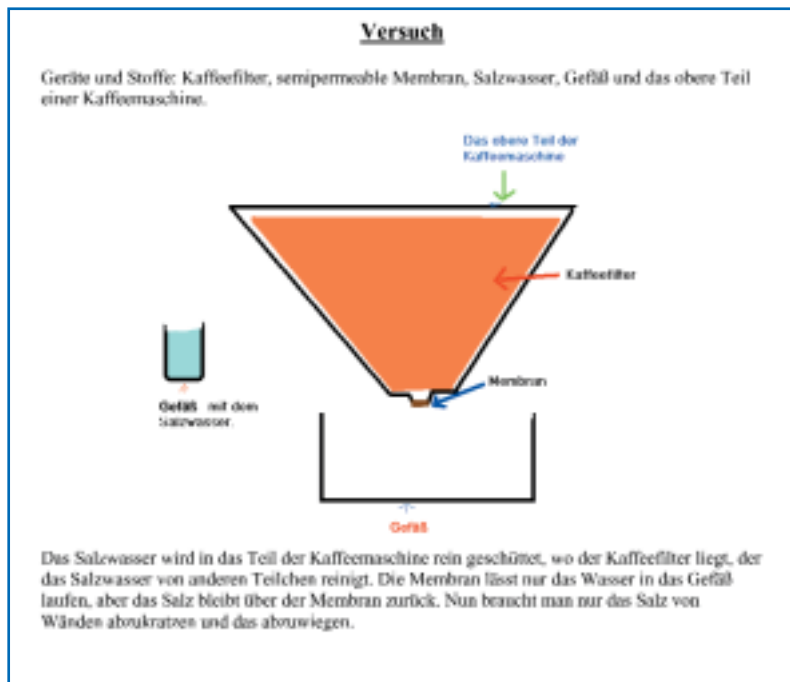 Versuch
Geräte und Stoffe: Kaffeefilter, semipermeable Membran, Salzwasser, Gefäß und das obere Teil
einer Kaffeemaschine.
Das obere Teil der
Kaffeemaschine
Kaffeefilter
Membran
Gefäß mit dem
Salzwasser.
Gefäß
Das Salzwasser wird in das Teil der Kaffeemaschine rein geschüttet, wo der Kaffeefilter liegt, der
das Salzwasser von anderen Teilchen reinigt. Die Membran lässt nur das Wasser in das Gefäß
laufen, aber das Salz bleibt über der Membran zurück. Nun braucht man nur das Salz von
Wänden abzukratzen und das abzuwiegen.